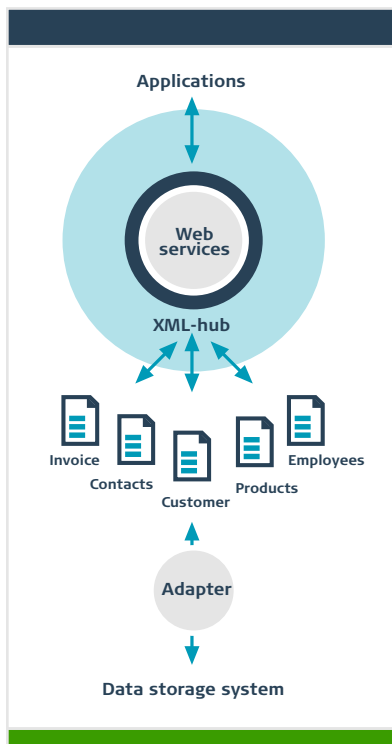 Applications
Web
services
XML-hub
Invoice
Contacts
Customer
Products
Employees
Adapter
Data storage system